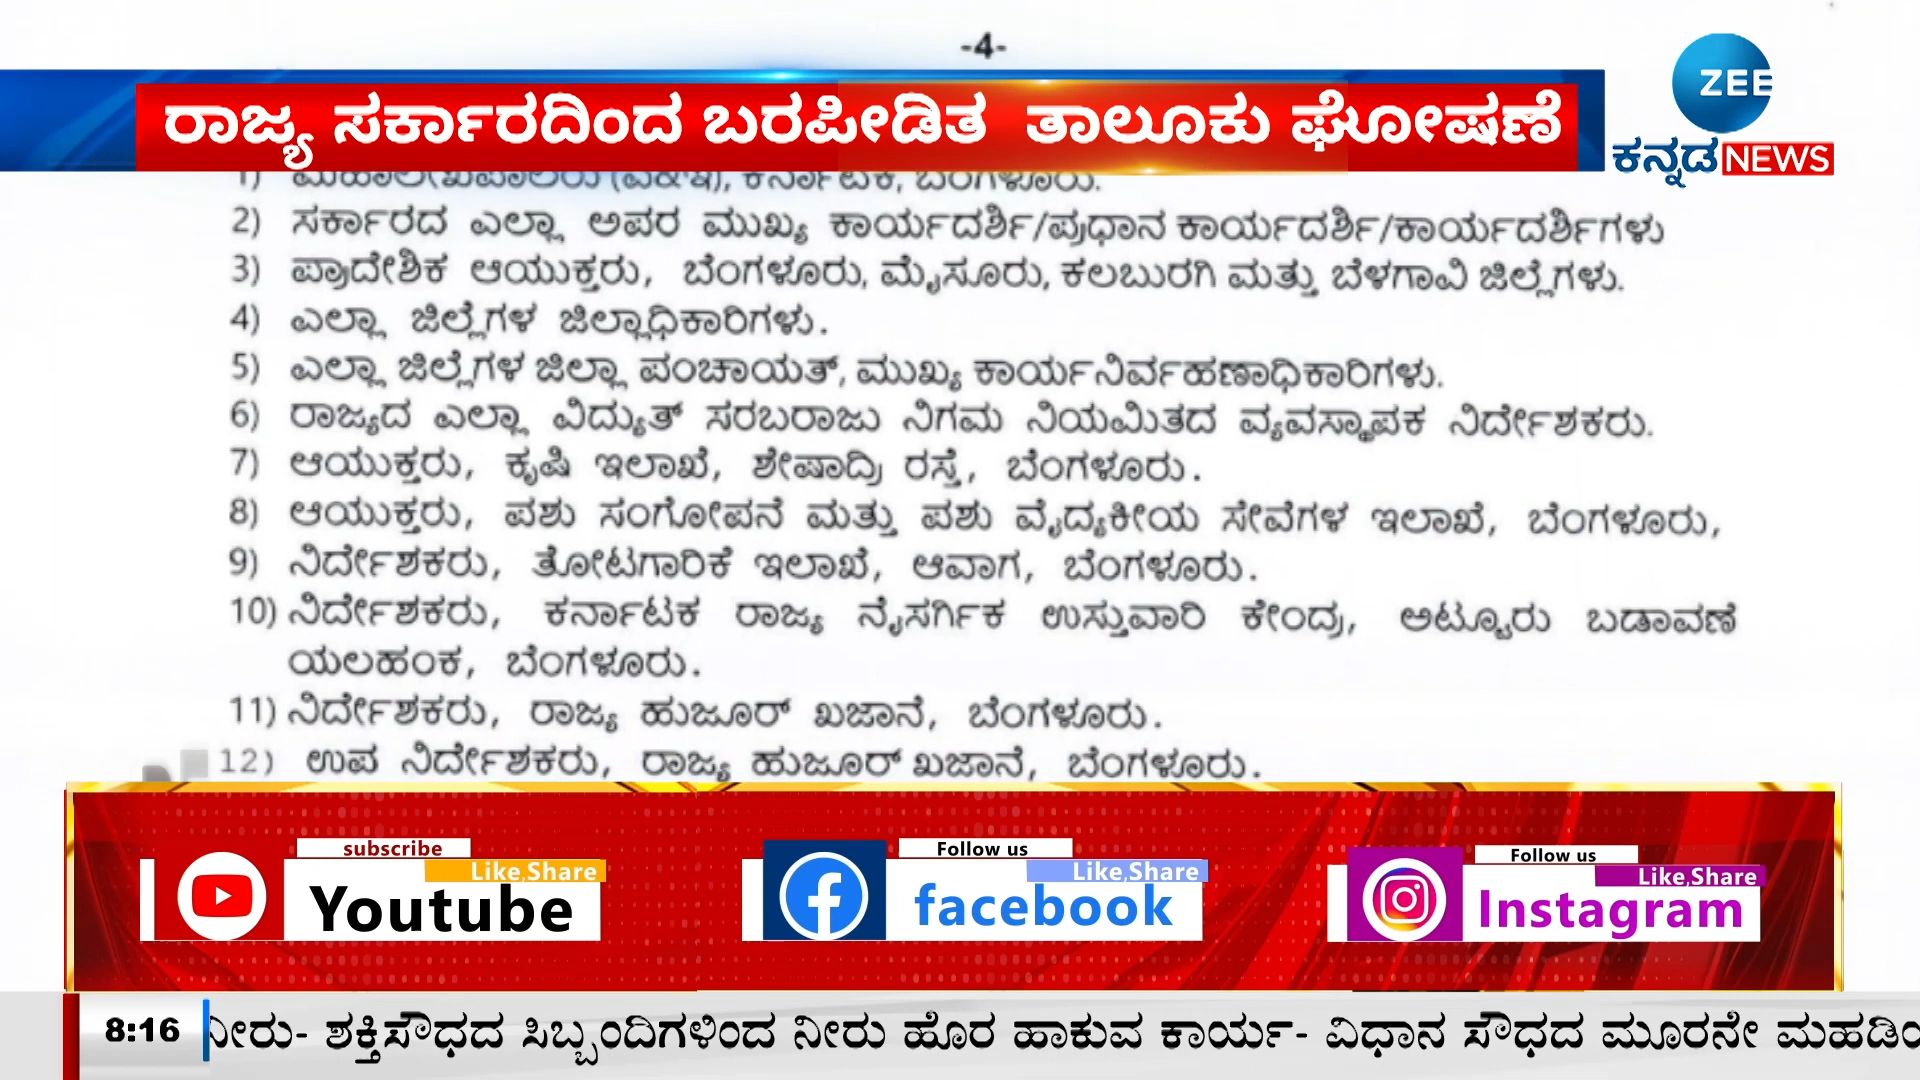 -4-
ರಾಜ್ಯ ಸರ್ಕಾರದಿಂದ ಬರಪೀಡಿತ ತಾಲೂಕು ಘೋಷಣೆ
ZEE
ಕನ್ನಡ NEWS
2) ಸರ್ಕಾರದ ಎಲ್ಲಾ ಅಪರ ಮುಖ್ಯ ಕಾರ್ಯದರ್ಶಿ/ಪ್ರಧಾನ ಕಾರ್ಯದರ್ಶಿ/ಕಾರ್ಯದರ್ಶಿಗಳು
3) ಪ್ರಾದೇಶಿಕ ಆಯುಕ್ತರು, ಬೆಂಗಳೂರು, ಮೈಸೂರು, ಕಲಬುರಗಿ ಮತ್ತು ಬೆಳಗಾವಿ ಜಿಲ್ಲೆಗಳು.
4) ಎಲ್ಲಾ ಜಿಲ್ಲೆಗಳ ಜಿಲ್ಲಾಧಿಕಾರಿಗಳು.
5) ಎಲ್ಲಾ ಜಿಲ್ಲೆಗಳ ಜಿಲ್ಲಾ ಪಂಚಾಯತ್, ಮುಖ್ಯ ಕಾರ್ಯನಿರ್ವಹಣಾಧಿಕಾರಿಗಳು.
6) ರಾಜ್ಯದ ಎಲ್ಲಾ ವಿದ್ಯುತ್ ಸರಬರಾಜು ನಿಗಮ ನಿಯಮಿತದ ವ್ಯವಸ್ಥಾಪಕ ನಿರ್ದೇಶಕರು.
7) ಆಯುಕ್ತರು, ಕೃಷಿ ಇಲಾಖೆ, ಶೇಷಾದ್ರಿ ರಸ್ತೆ, ಬೆಂಗಳೂರು.
8) ಆಯುಕ್ತರು, ಪಶು ಸಂಗೋಪನೆ ಮತ್ತು ಪಶು ವೈದ್ಯಕೀಯ ಸೇವೆಗಳ ಇಲಾಖೆ, ಬೆಂಗಳೂರು,
9) ನಿರ್ದೇಶಕರು, ತೋಟಗಾರಿಕೆ ಇಲಾಖೆ, ಆವಾಗ, ಬೆಂಗಳೂರು.
10) ನಿರ್ದೇಶಕರು, ಕರ್ನಾಟಕ ರಾಜ್ಯ ನೈಸರ್ಗಿಕ ಉಸ್ತುವಾರಿ ಕೇಂದ್ರ, ಅಟ್ಟೂರು ಬಡಾವಣೆ
ಯಲಹಂಕ, ಬೆಂಗಳೂರು.
11) ನಿರ್ದೇಶಕರು, ರಾಜ್ಯ ಹುಜೂರ್ ಖಜಾನೆ, ಬೆಂಗಳೂರು.
12) ಉಪ ನಿರ್ದೇಶಕರು, ರಾಜ್ಯ ಹುಜೂರ್ ಖಜಾನೆ, ಬೆಂಗಳೂರು.
subscribe
Like,Share
Youtube
Follow us
Like,Share
facebook
Follow us
Like,Share
Instagram
8:16 ನೀರು- ಶಕ್ತಿಸೌಧದ ಸಿಬ್ಬಂದಿಗಳಿಂದ ನೀರು ಹೊರ ಹಾಕುವ ಕಾರ್ಯ- ವಿಧಾನ ಸೌಧದ ಮೂರನೇ